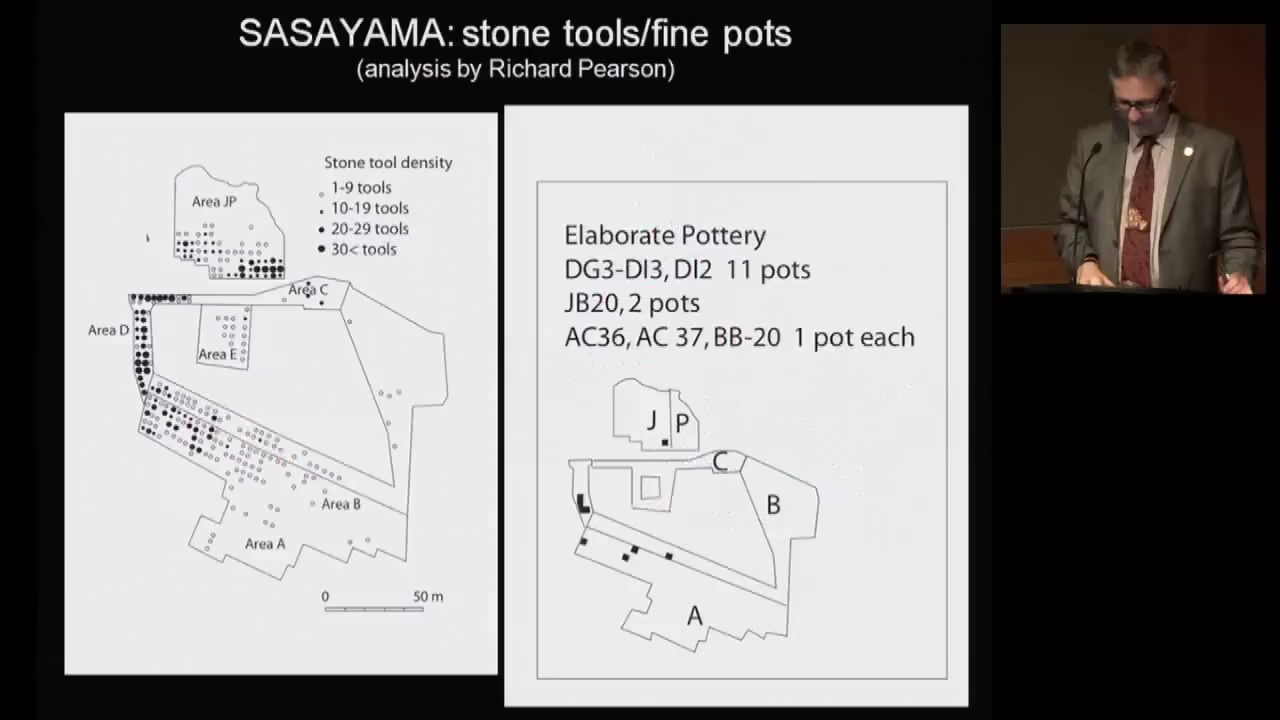 SASAYAMA: stone tools/fine pots
(analysis by Richard Pearson)
Stone tool density
1-9 tools
10-19 tools
20-29 tools
30< tools
Area JP
Area C
Area D
Area E
Area B
Area A
0 50 m
Elaborate Pottery
DG3-DI3, DI2 11 pots
JB20, 2 pots
AC36, AC 37, BB-20 1 pot each
J P
C
B
A